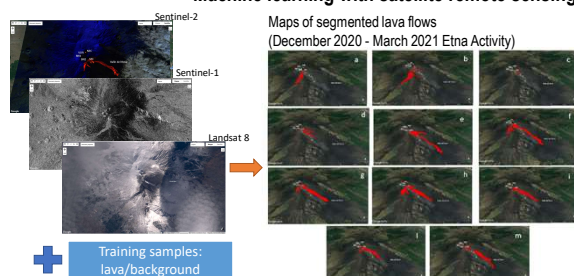 Machine learning with satellite remote sensing
Sentinel-2
Sentinel-1
Landsat 8
Training samples:
lava/background
Maps of segmented lava flows
(December 2020 - March 2021 Etna Activity)
a
b
c
d
e
f
h
i
l
m